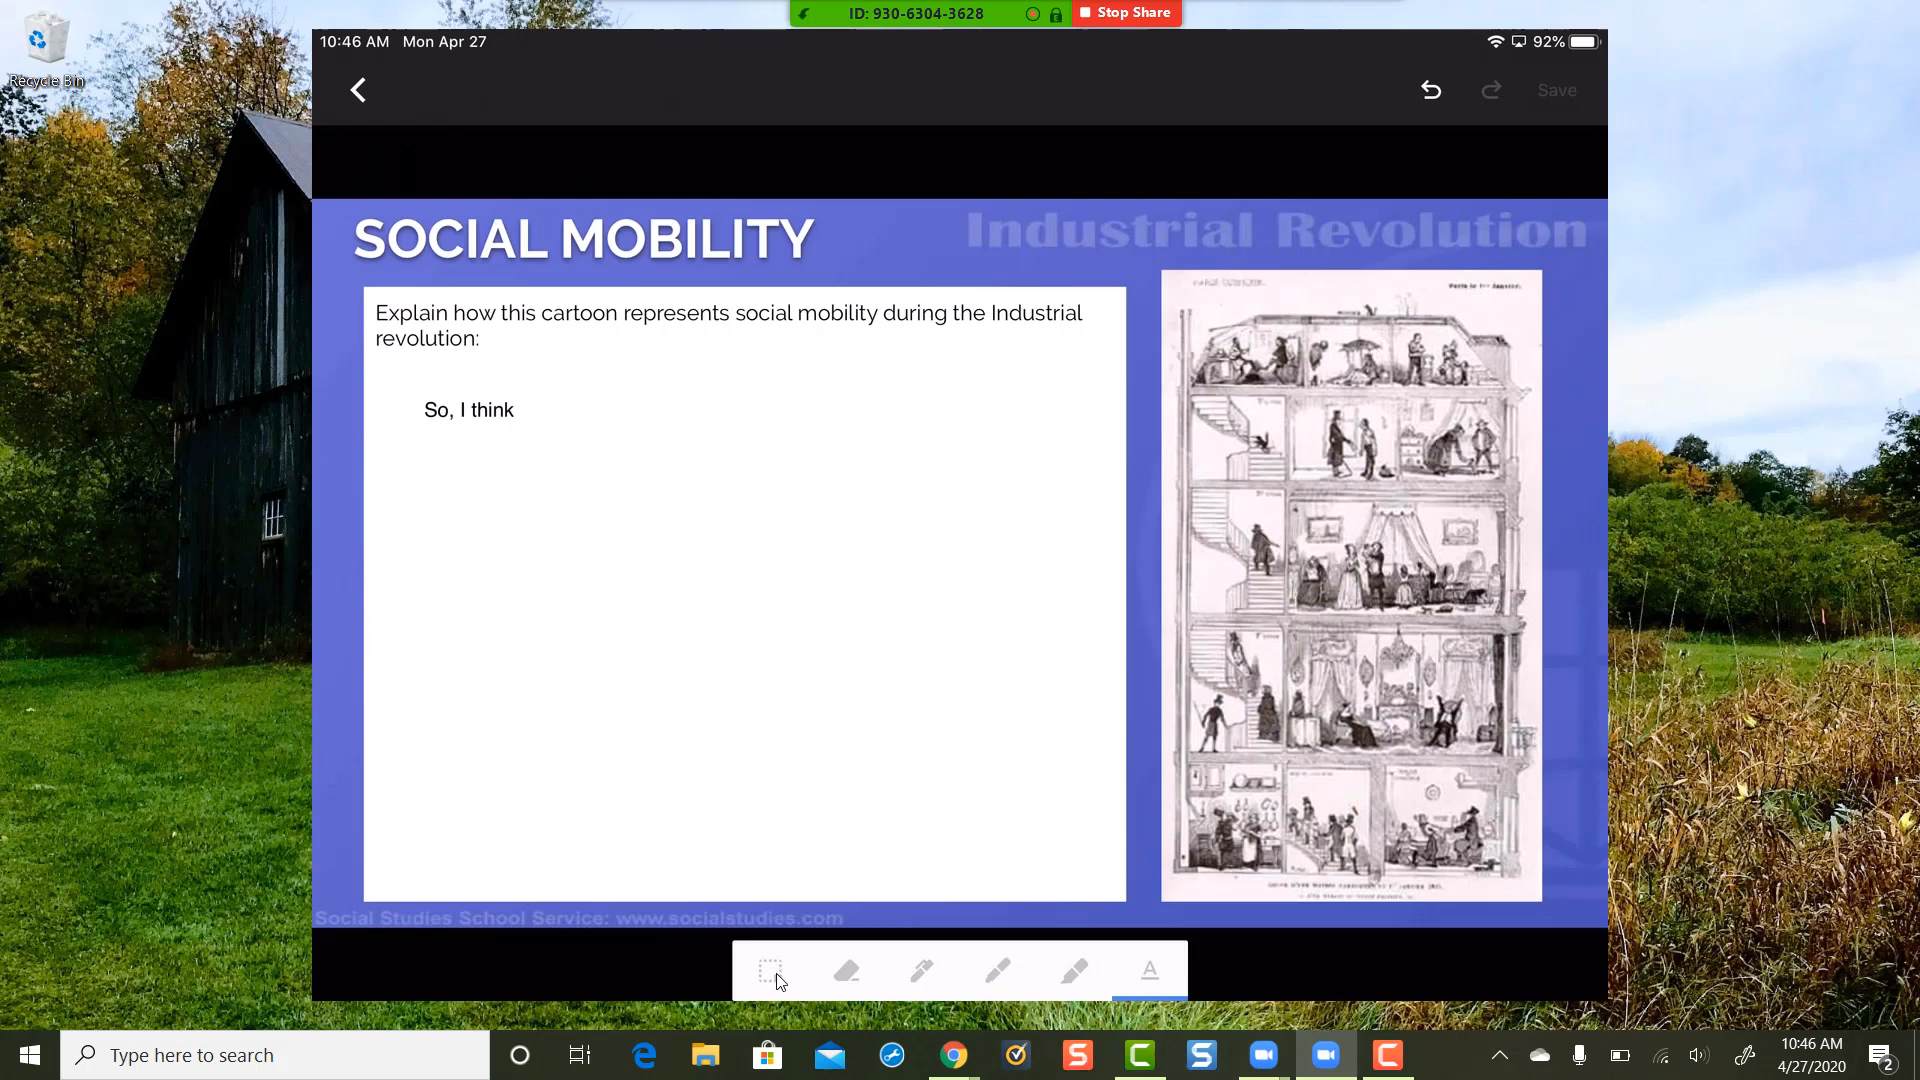 ID: 930-6304-3628
Stop Share
Recycle Bin
10:46 AM Mon Apr 27
92%
Save
SOCIAL MOBILITY
Industrial Revolution
Explain how this cartoon represents social mobility during the Industrial
revolution:
So, I think
Social Studies School Service: www.socialstudies.com
A
Type here to search
10:46 AM
4/27/2020
2